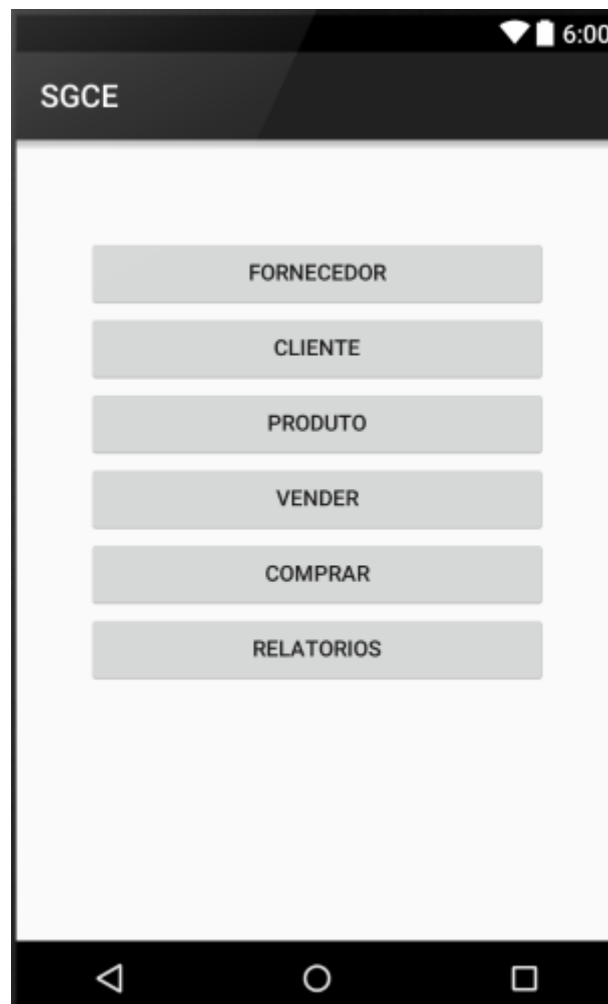 6:00
SGCE
FORNECEDOR
CLIENTE
PRODUTO
VENDER
COMPRAR
RELATORIOS